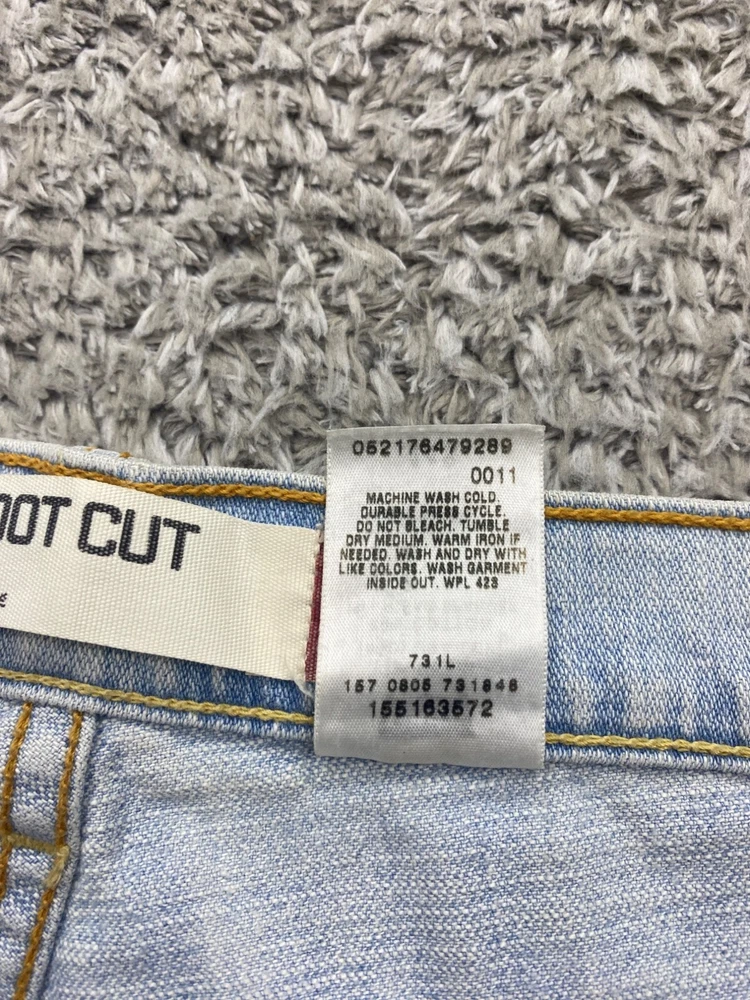 OOT CUT
052176479289
0011
MACHINE WASH COLD.
DURABLE PRESS CYCLE.
DO NOT BLEACH. TUMBLE
DRY MEDIUM. WARM IRON IF
NEEDED. WASH AND DRY WITH
LIKE COLORS. WASH GARMENT
INSIDE OUT. WPL 423
731L
157 0805 731848
155163572